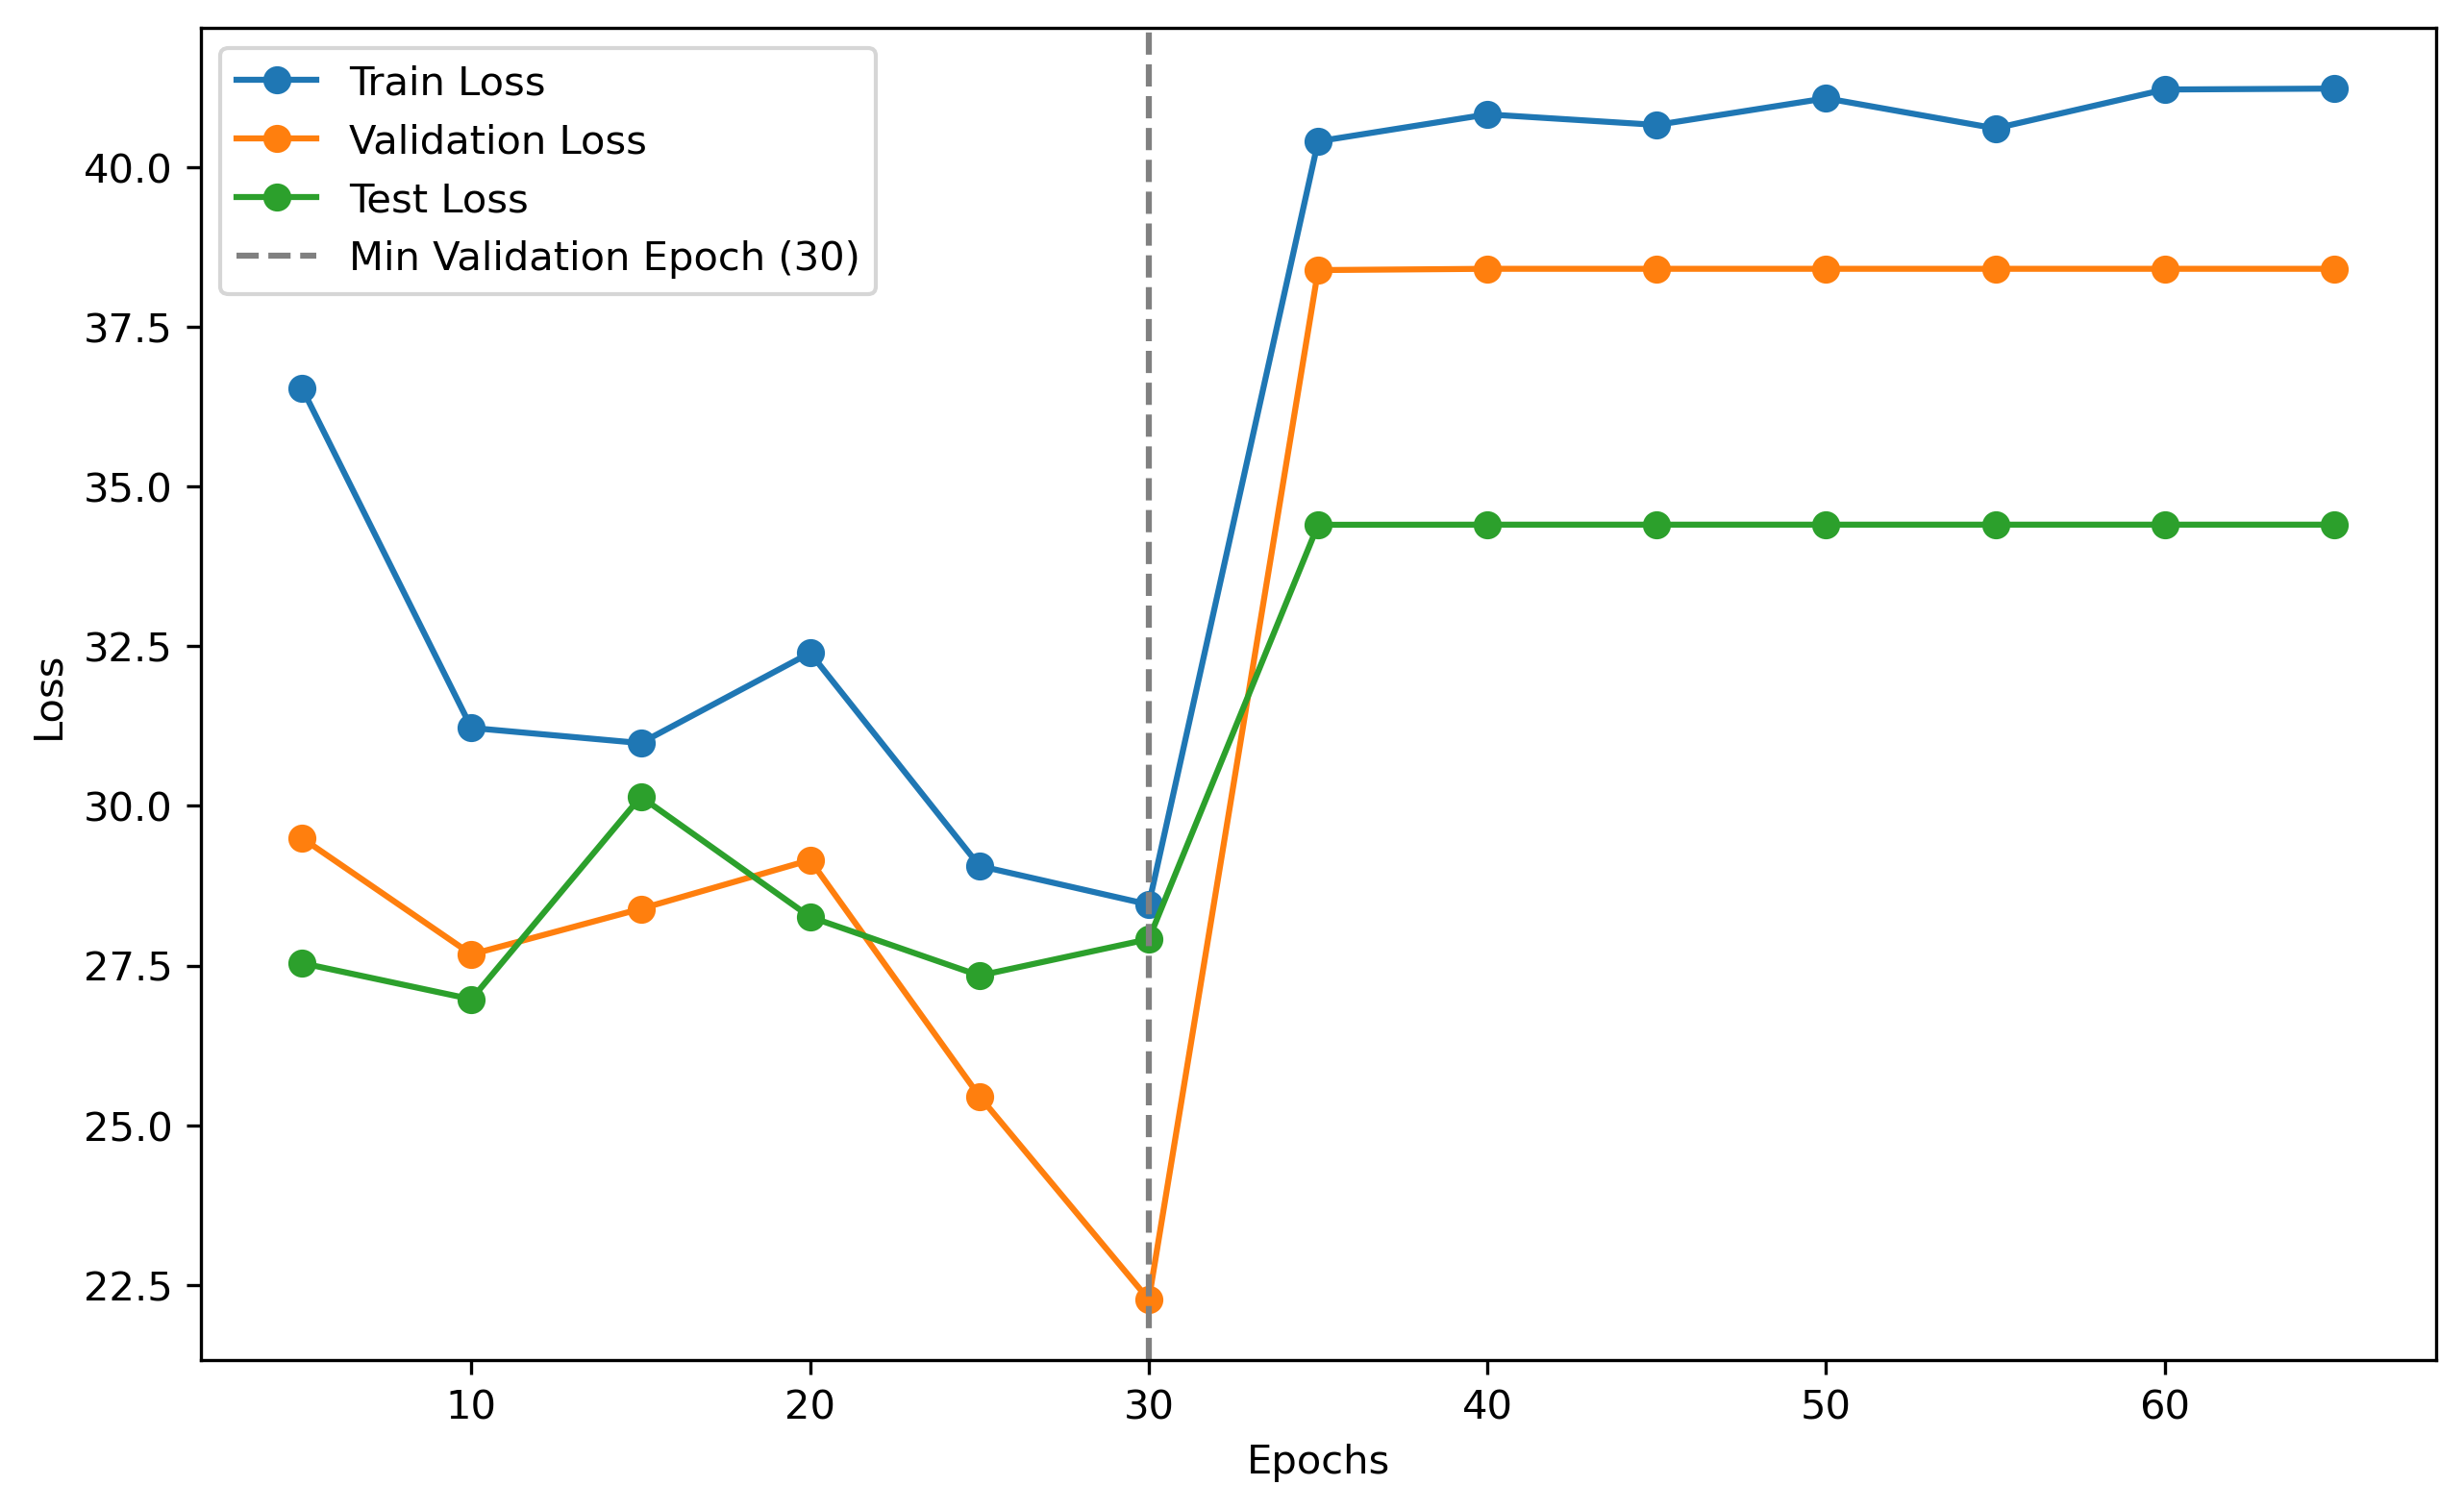 Train Loss
Validation Loss
Test Loss
Min Validation Epoch (30)
40.0
37.5
35.0
32.5
30.0
27.5
25.0
22.5
Loss
10 20 30 40 50 60
Epochs